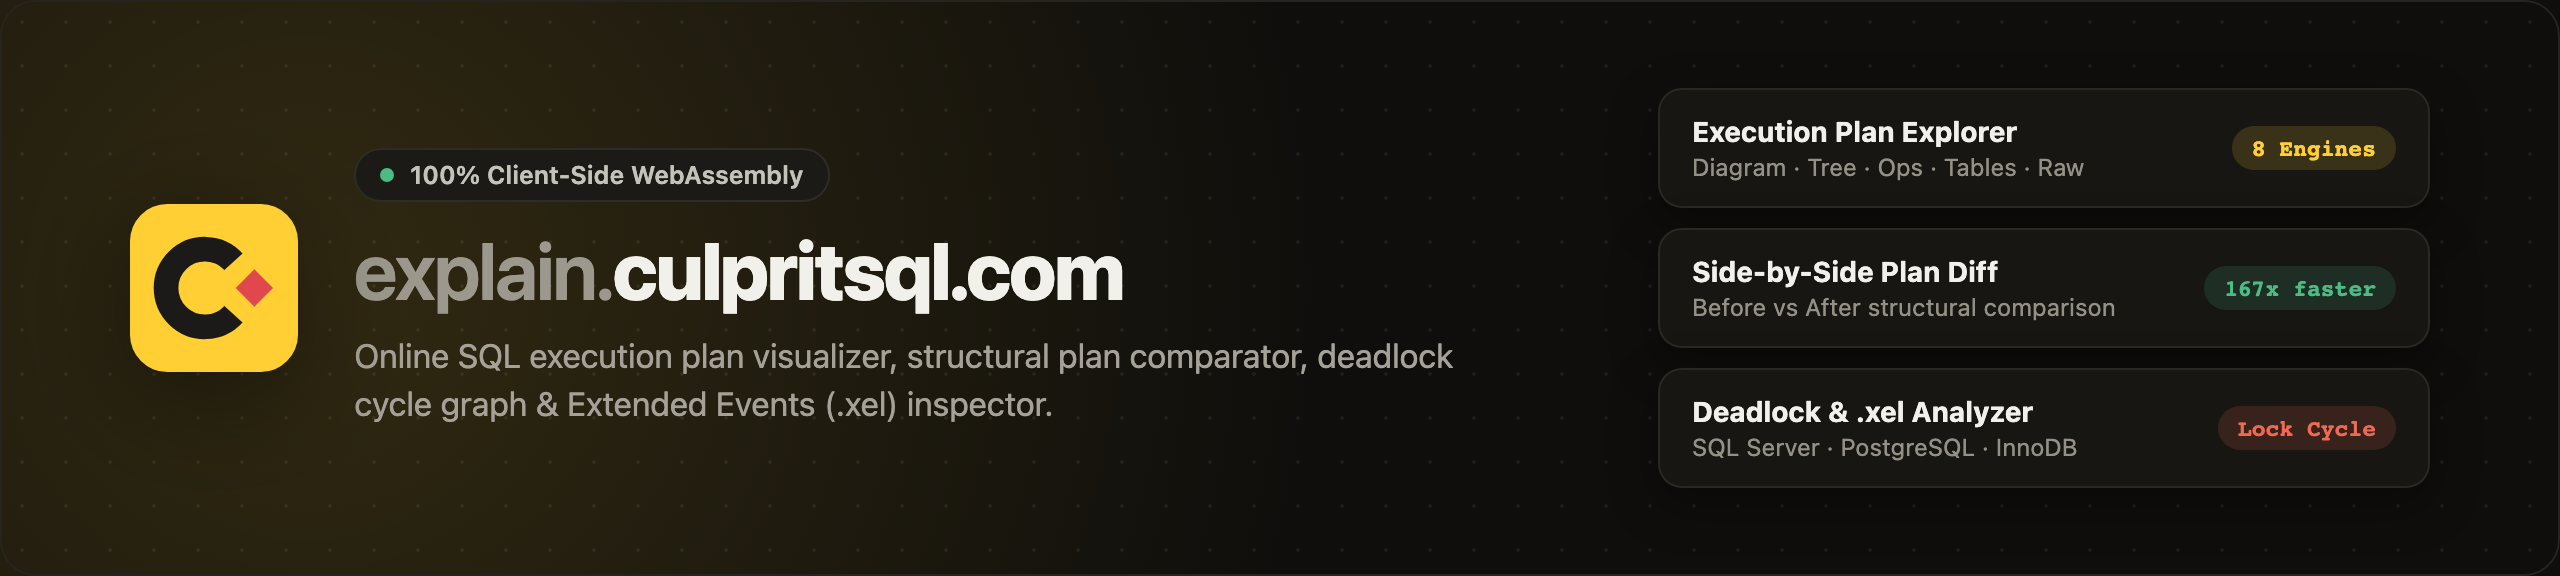 100% Client-Side WebAssembly
explain.culpritsql.com
Online SQL execution plan visualizer, structural plan comparator, deadlock
cycle graph & Extended Events (.xel) inspector.
Execution Plan Explorer
Diagram · Tree · Ops · Tables · Raw
8 Engines
Side-by-Side Plan Diff
Before vs After structural comparison
167x faster
Deadlock & .xel Analyzer
SQL Server · PostgreSQL · InnoDB
Lock Cycle